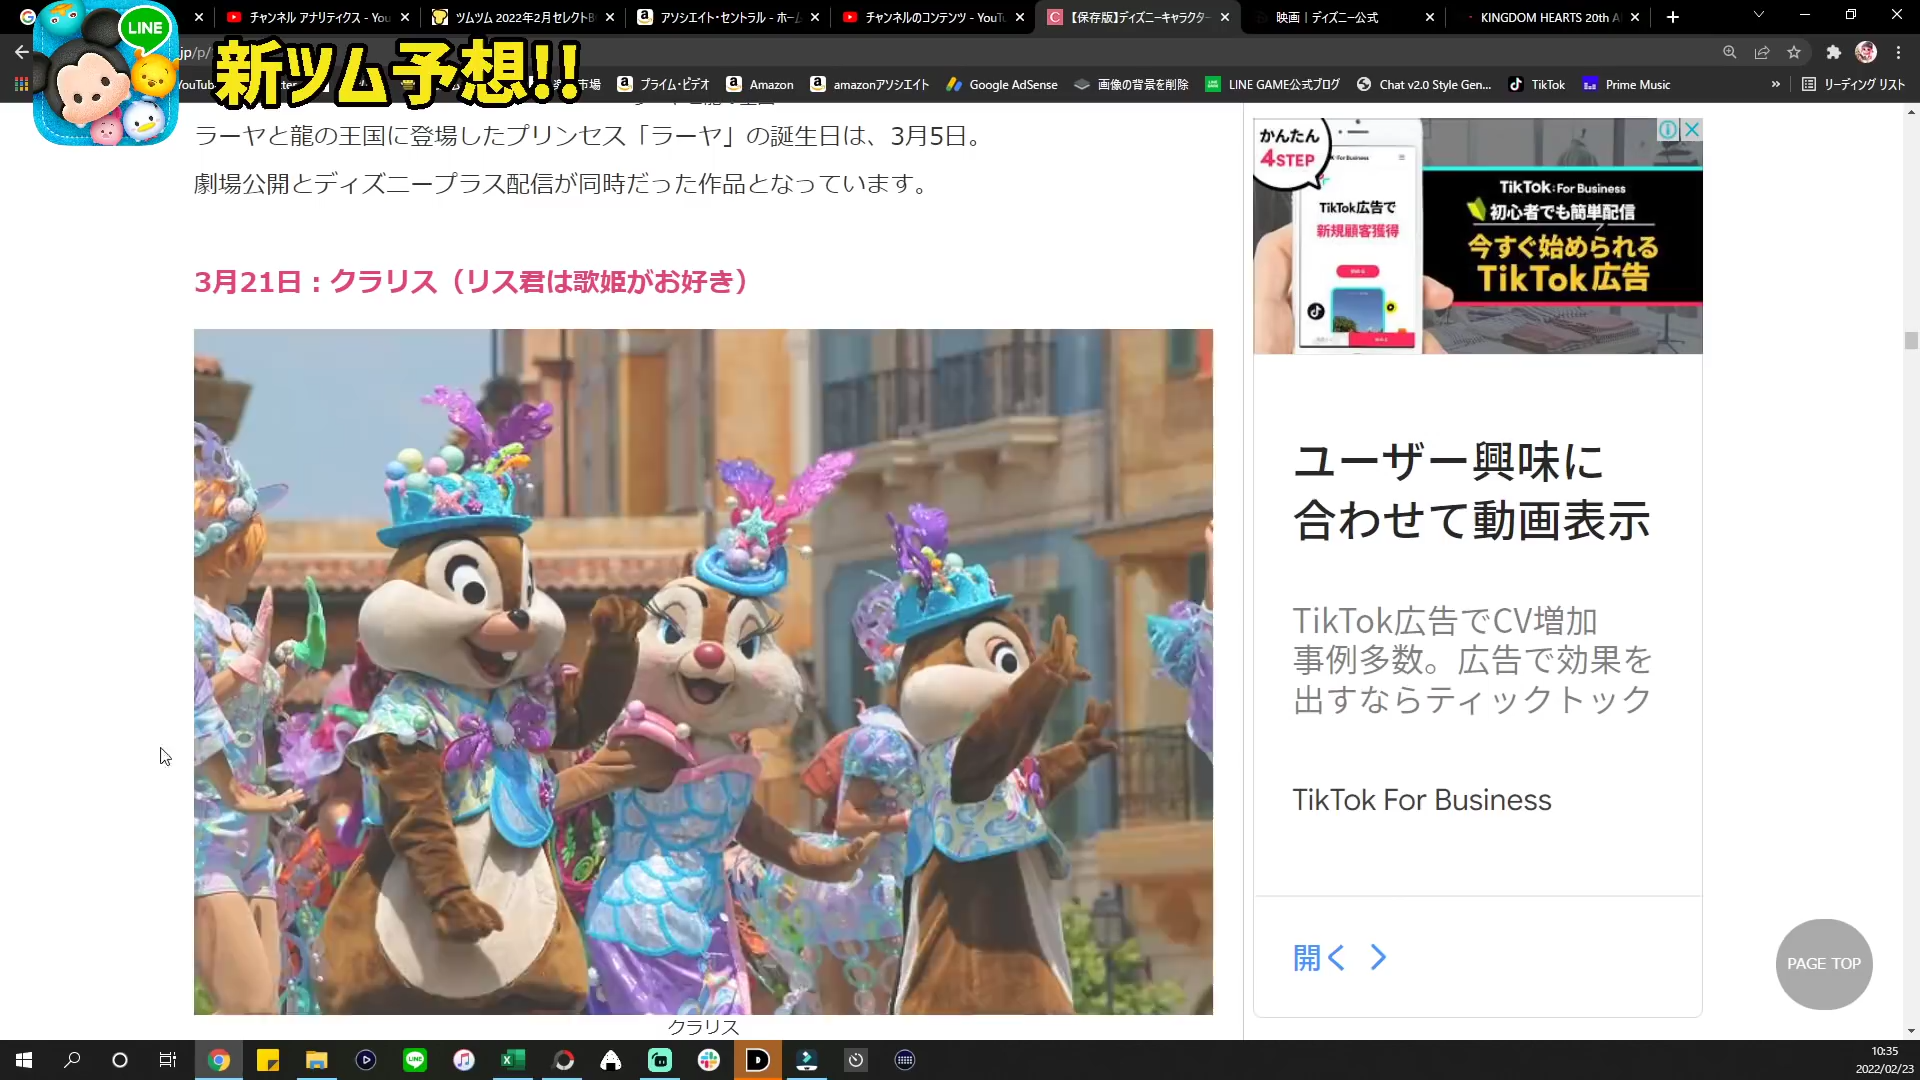 チャンネル アナリティクス - You
ツムツム 2022年2月セレクトB
アソシエイト・セントラル - ホーム
チャンネルのコンテンツ - YouTu
【保存版】ディズニーキャラクター
映画｜ディズニー公式
KINGDOM HEARTS 20th A
LINE
新ツム予想!!
jp/p/
YouTub
市場
プライム・ビデオ
Amazon
amazonアソシエイト
Google AdSense
画像の背景を削除
LINE GAME公式ブログ
Chat v2.0 Style Gen...
TikTok
Prime Music
»
リーディング リスト
ラーヤと龍の王国に登場したプリンセス「ラーヤ」の誕生日は、3月5日。
劇場公開とディズニープラス配信が同時だった作品となっています。
3月21日：クラリス（リス君は歌姫がお好き）
クラリス
かんたん
4STEP
For Business
TikTok広告で
新規顧客獲得
TikTok: For Business
初心者でも簡単配信
今すぐ始められる
TikTok 広告
ユーザー興味に
合わせて動画表示
TikTok広告でCV増加
事例多数。広告で効果を
出すならティックトック
TikTok For Business
開く
PAGE TOP
10:35
2022/02/23